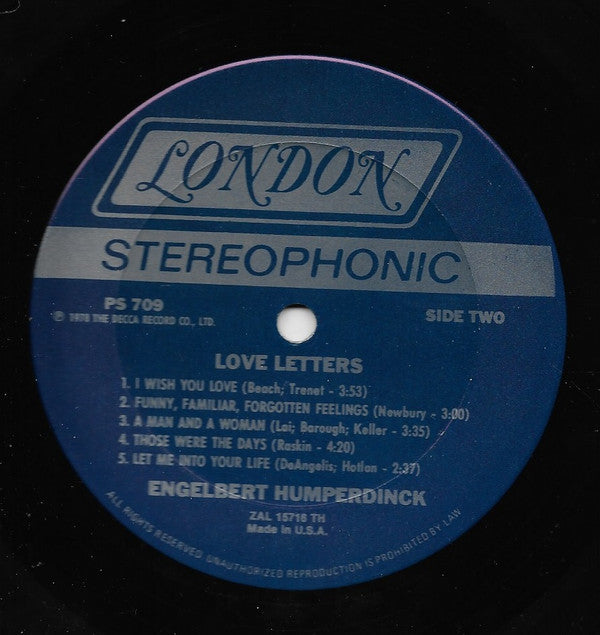 LONDON
STEREOPHONIC
PS 709
SIDE TWO
℗ 1978 THE DECCA RECORD CO., LTD.
LOVE LETTERS
1. I WISH YOU LOVE (Beach; Trenet - 3:53)
2. FUNNY, FAMILIAR, FORGOTTEN FEELINGS (Newbury - 3:00)
3. A MAN AND A WOMAN (Lai; Barough; Keller - 3:35)
4. THOSE WERE THE DAYS (Raskin - 4:20)
5. LET ME INTO YOUR LIFE (DeAngelis; Hotlon - 2:37)
ENGELBERT HUMPERDINCK
ZAL 15716 TH
Made in U.S.A.
ALL RIGHTS RESERVED UNAUTHORIZED REPRODUCTION IS PROHIBITED BY LAW